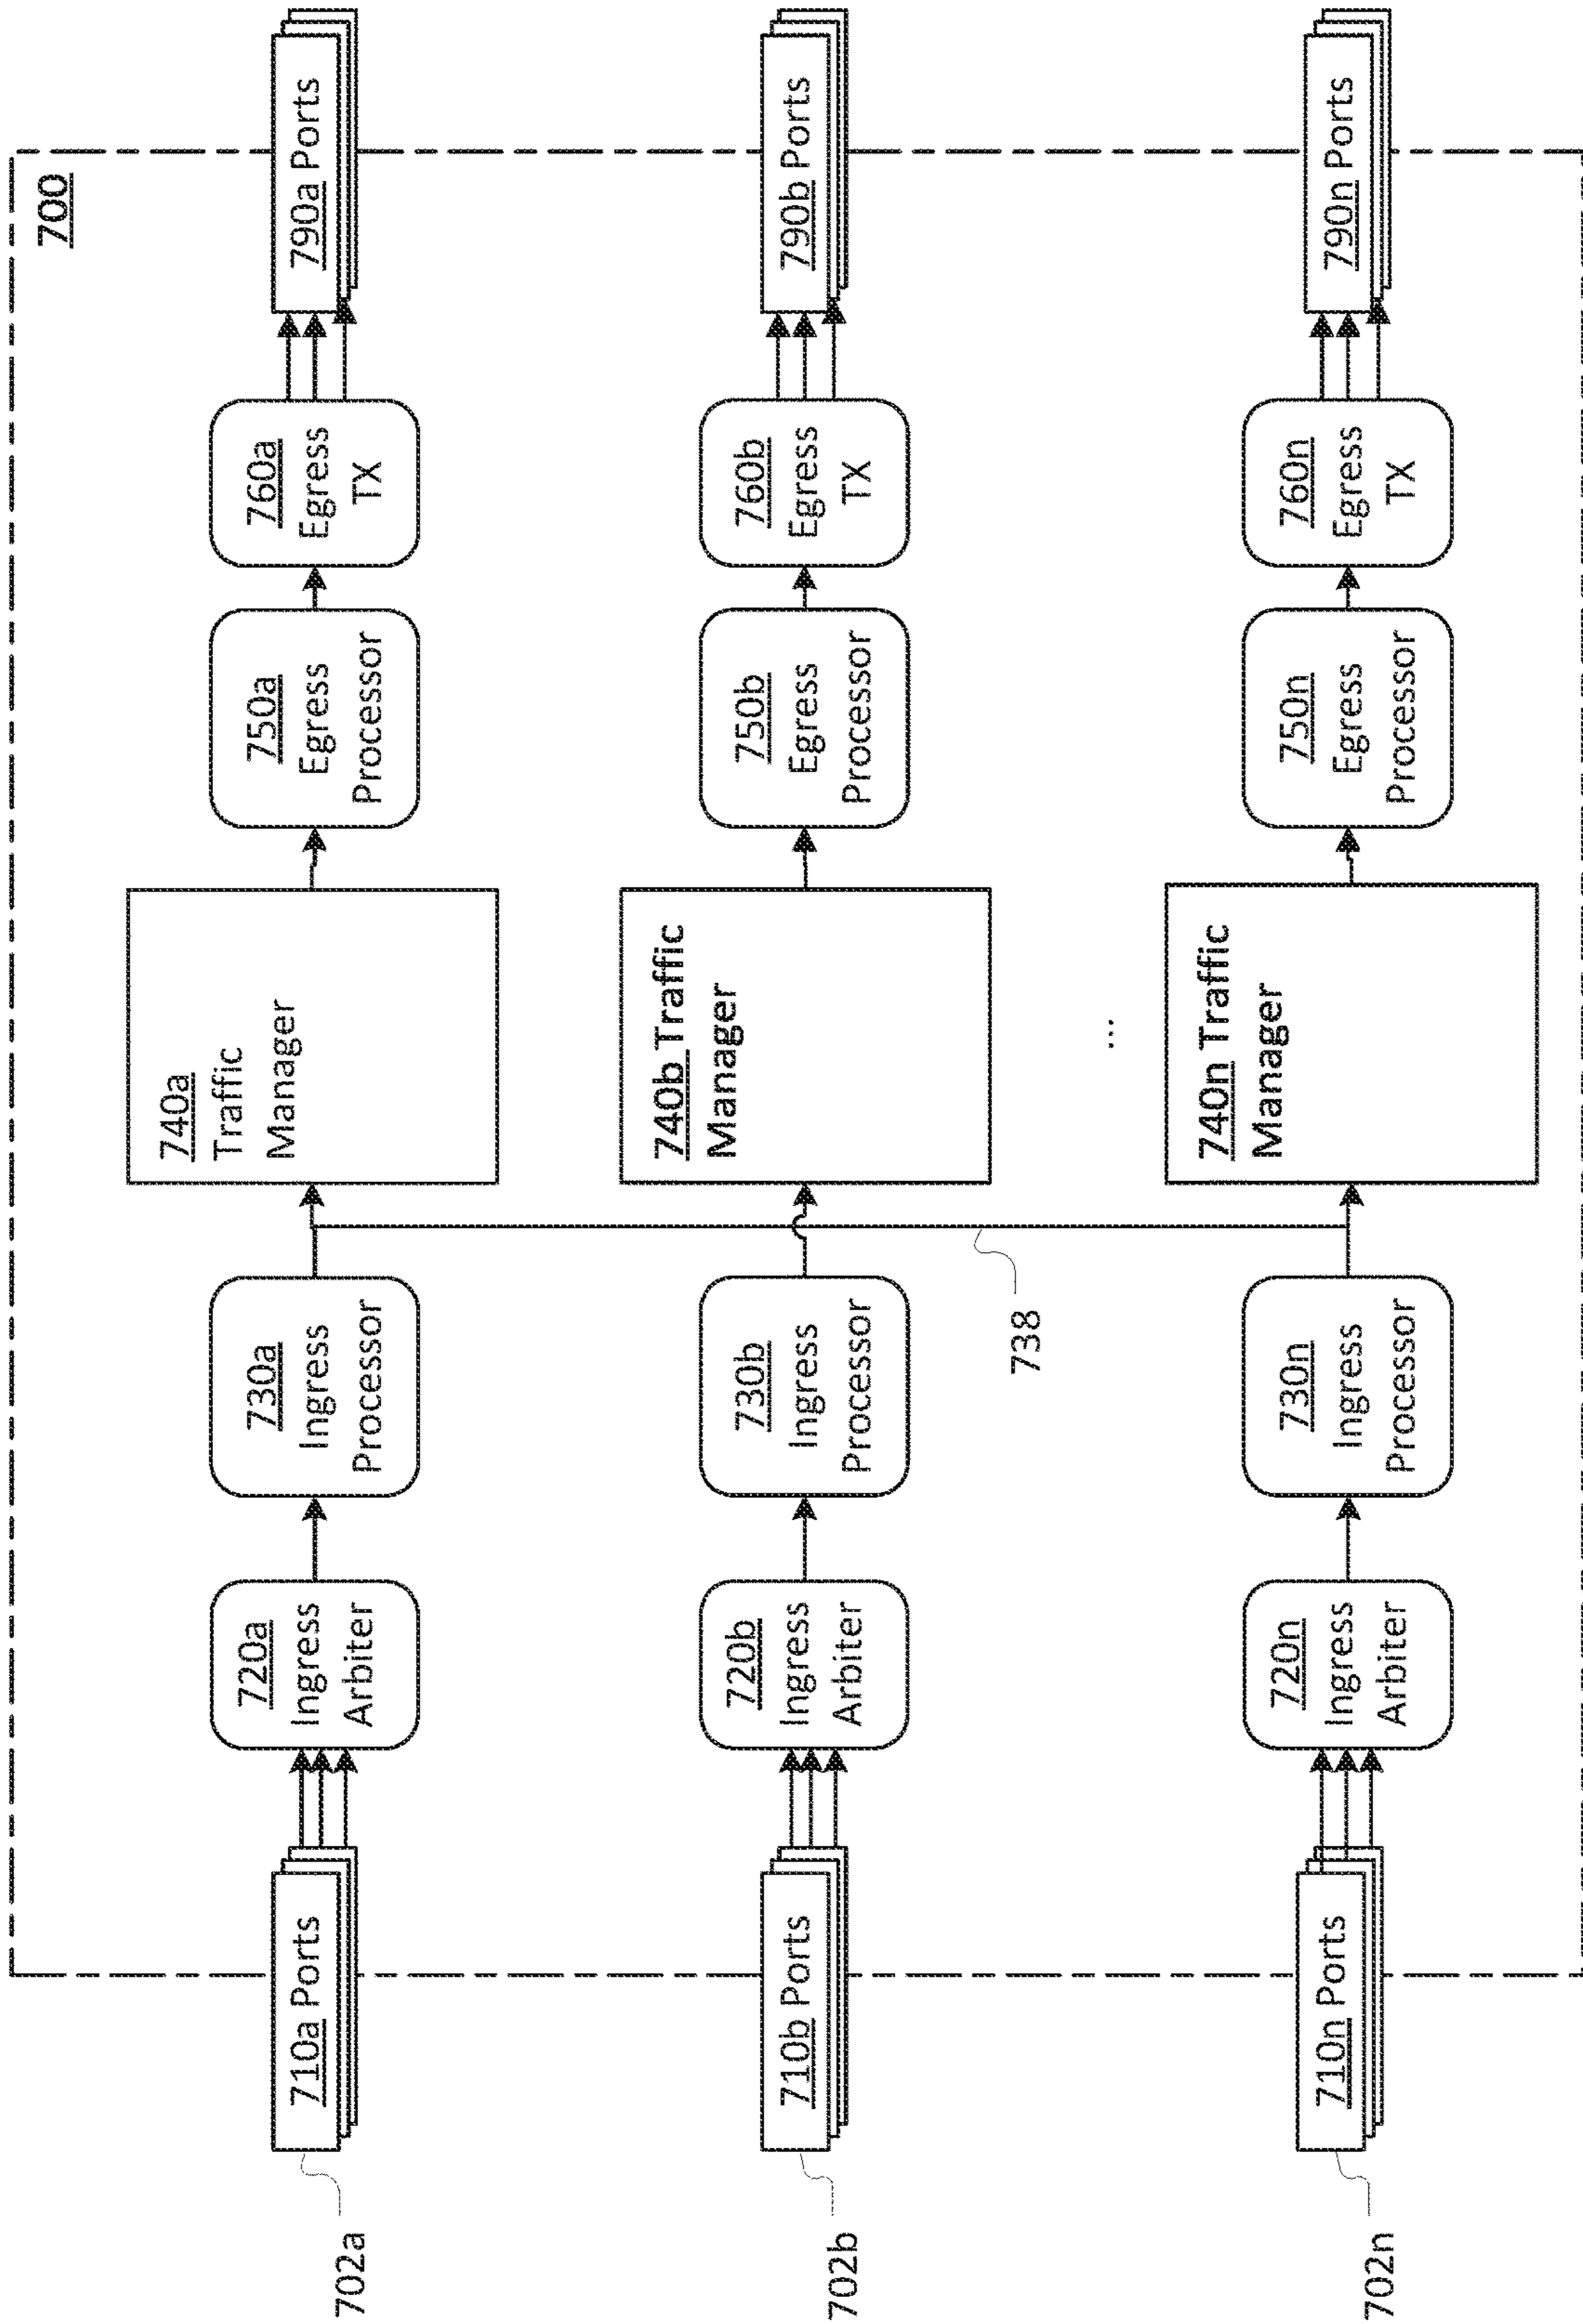 700
702a
710a Ports
720a
Ingress
Arbiter
730a
Ingress
Processor
740a
Traffic
Manager
750a
Egress
Processor
760a
Egress
TX
790a Ports
702b
710b Ports
720b
Ingress
Arbiter
730b
Ingress
Processor
740b Traffic
Manager
750b
Egress
Processor
760b
Egress
TX
790b Ports
738
...
702n
710n Ports
720n
Ingress
Arbiter
730n
Ingress
Processor
740n Traffic
Manager
750n
Egress
Processor
760n
Egress
TX
790n Ports